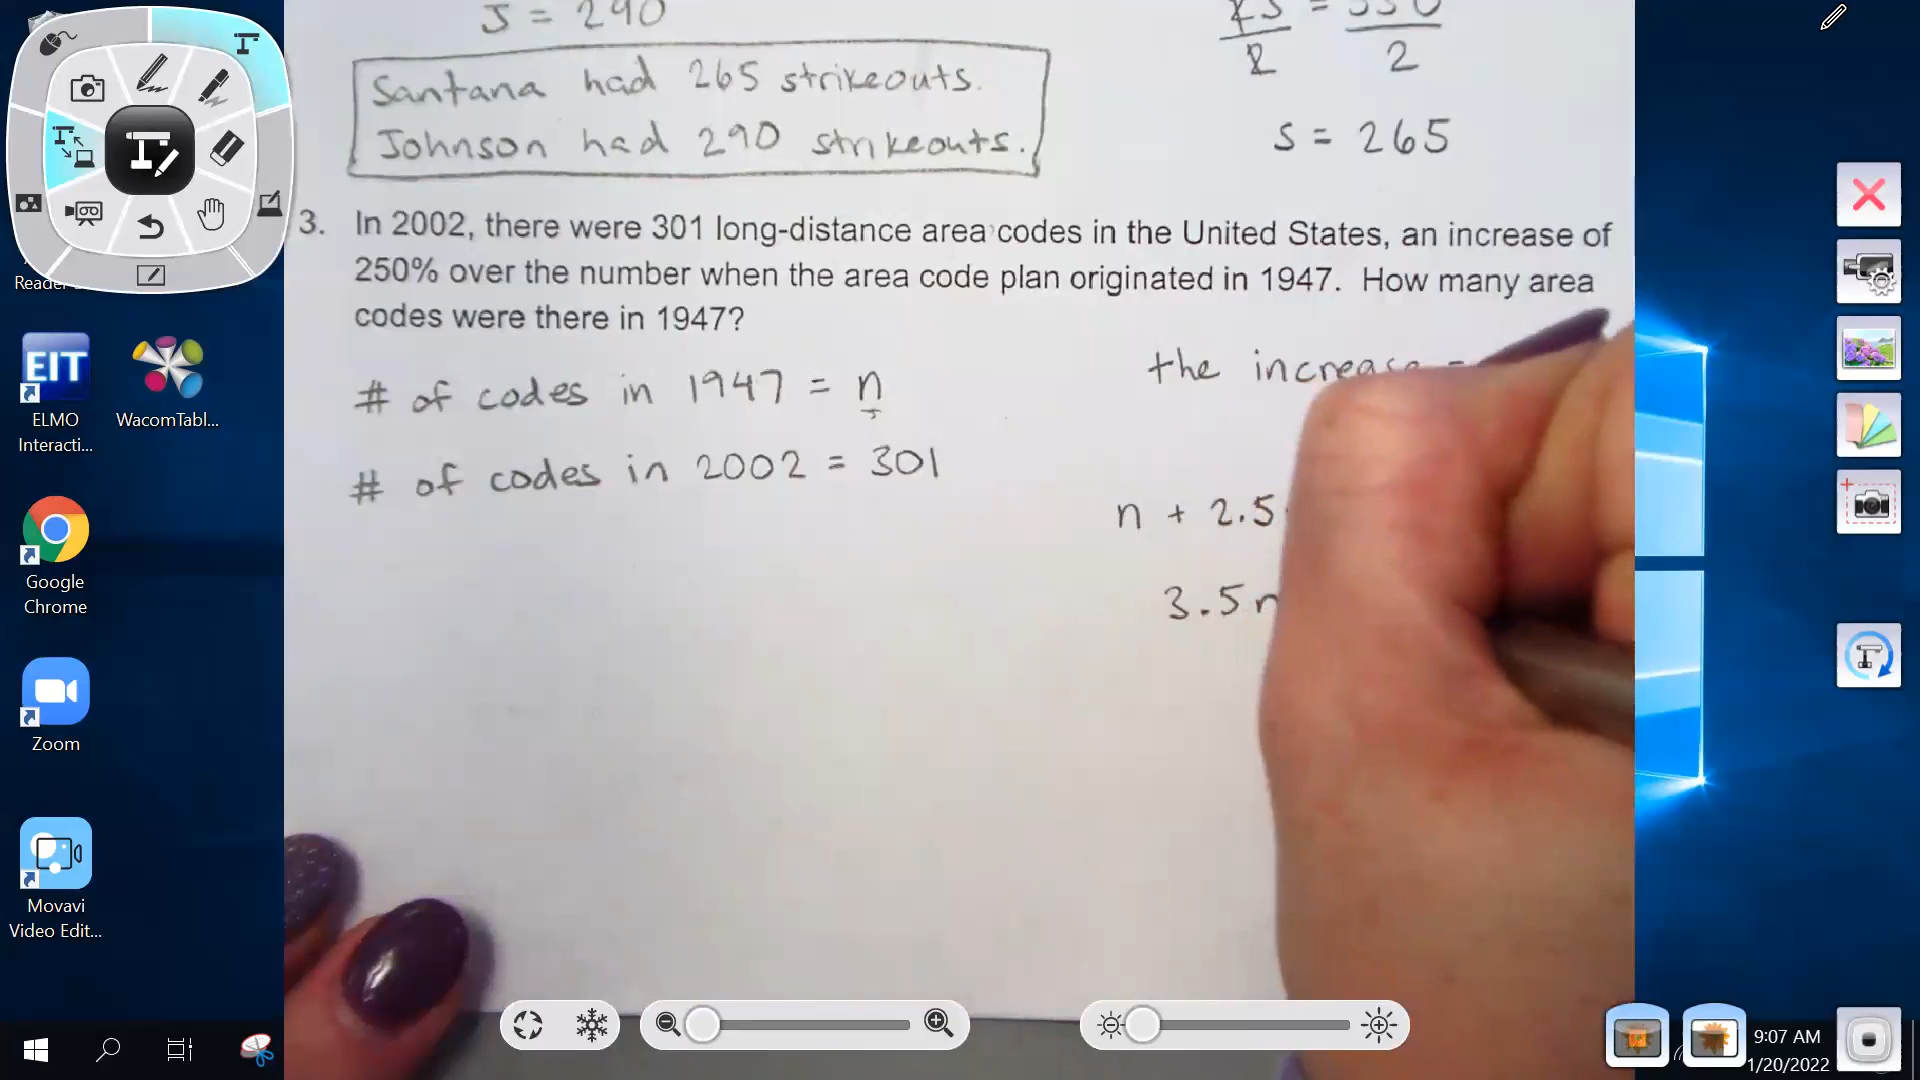 J = 290
2
Santana had 265 strikeouts.
Johnson had 290 strikeouts.
s = 265
3. In 2002, there were 301 long-distance area codes in the United States, an increase of
250% over the number when the area code plan originated in 1947. How many area
codes were there in 1947?
the increase =
# of codes in 1947 = n
# of codes in 2002 = 301
n + 2.5
3.5n
Reader
ELMO
Interacti...
WacomTabl...
EIT
Google
Chrome
Zoom
Movavi
Video Edit...
9:07 AM
1/20/2022